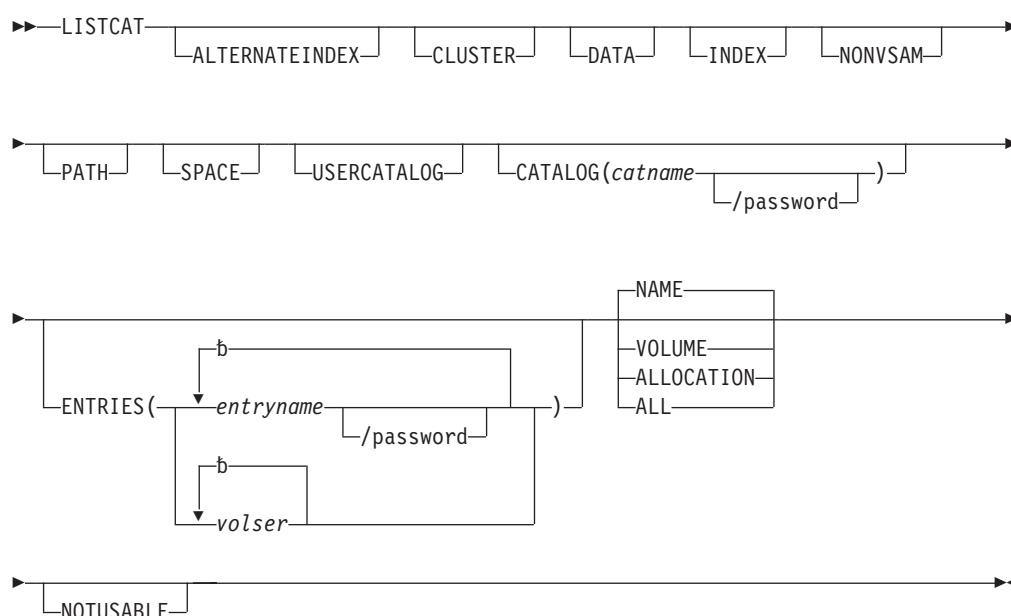 LISTCAT
ALTERNATEINDEX CLUSTER DATA INDEX NONVSAM
PATH SPACE USERCATALOG CATALOG(catname )
/password
NAME
ƀ VOLUME
ENTRIES( entryname ) ALLOCATION
/password ALL
ƀ
volser
NOTUSABLE